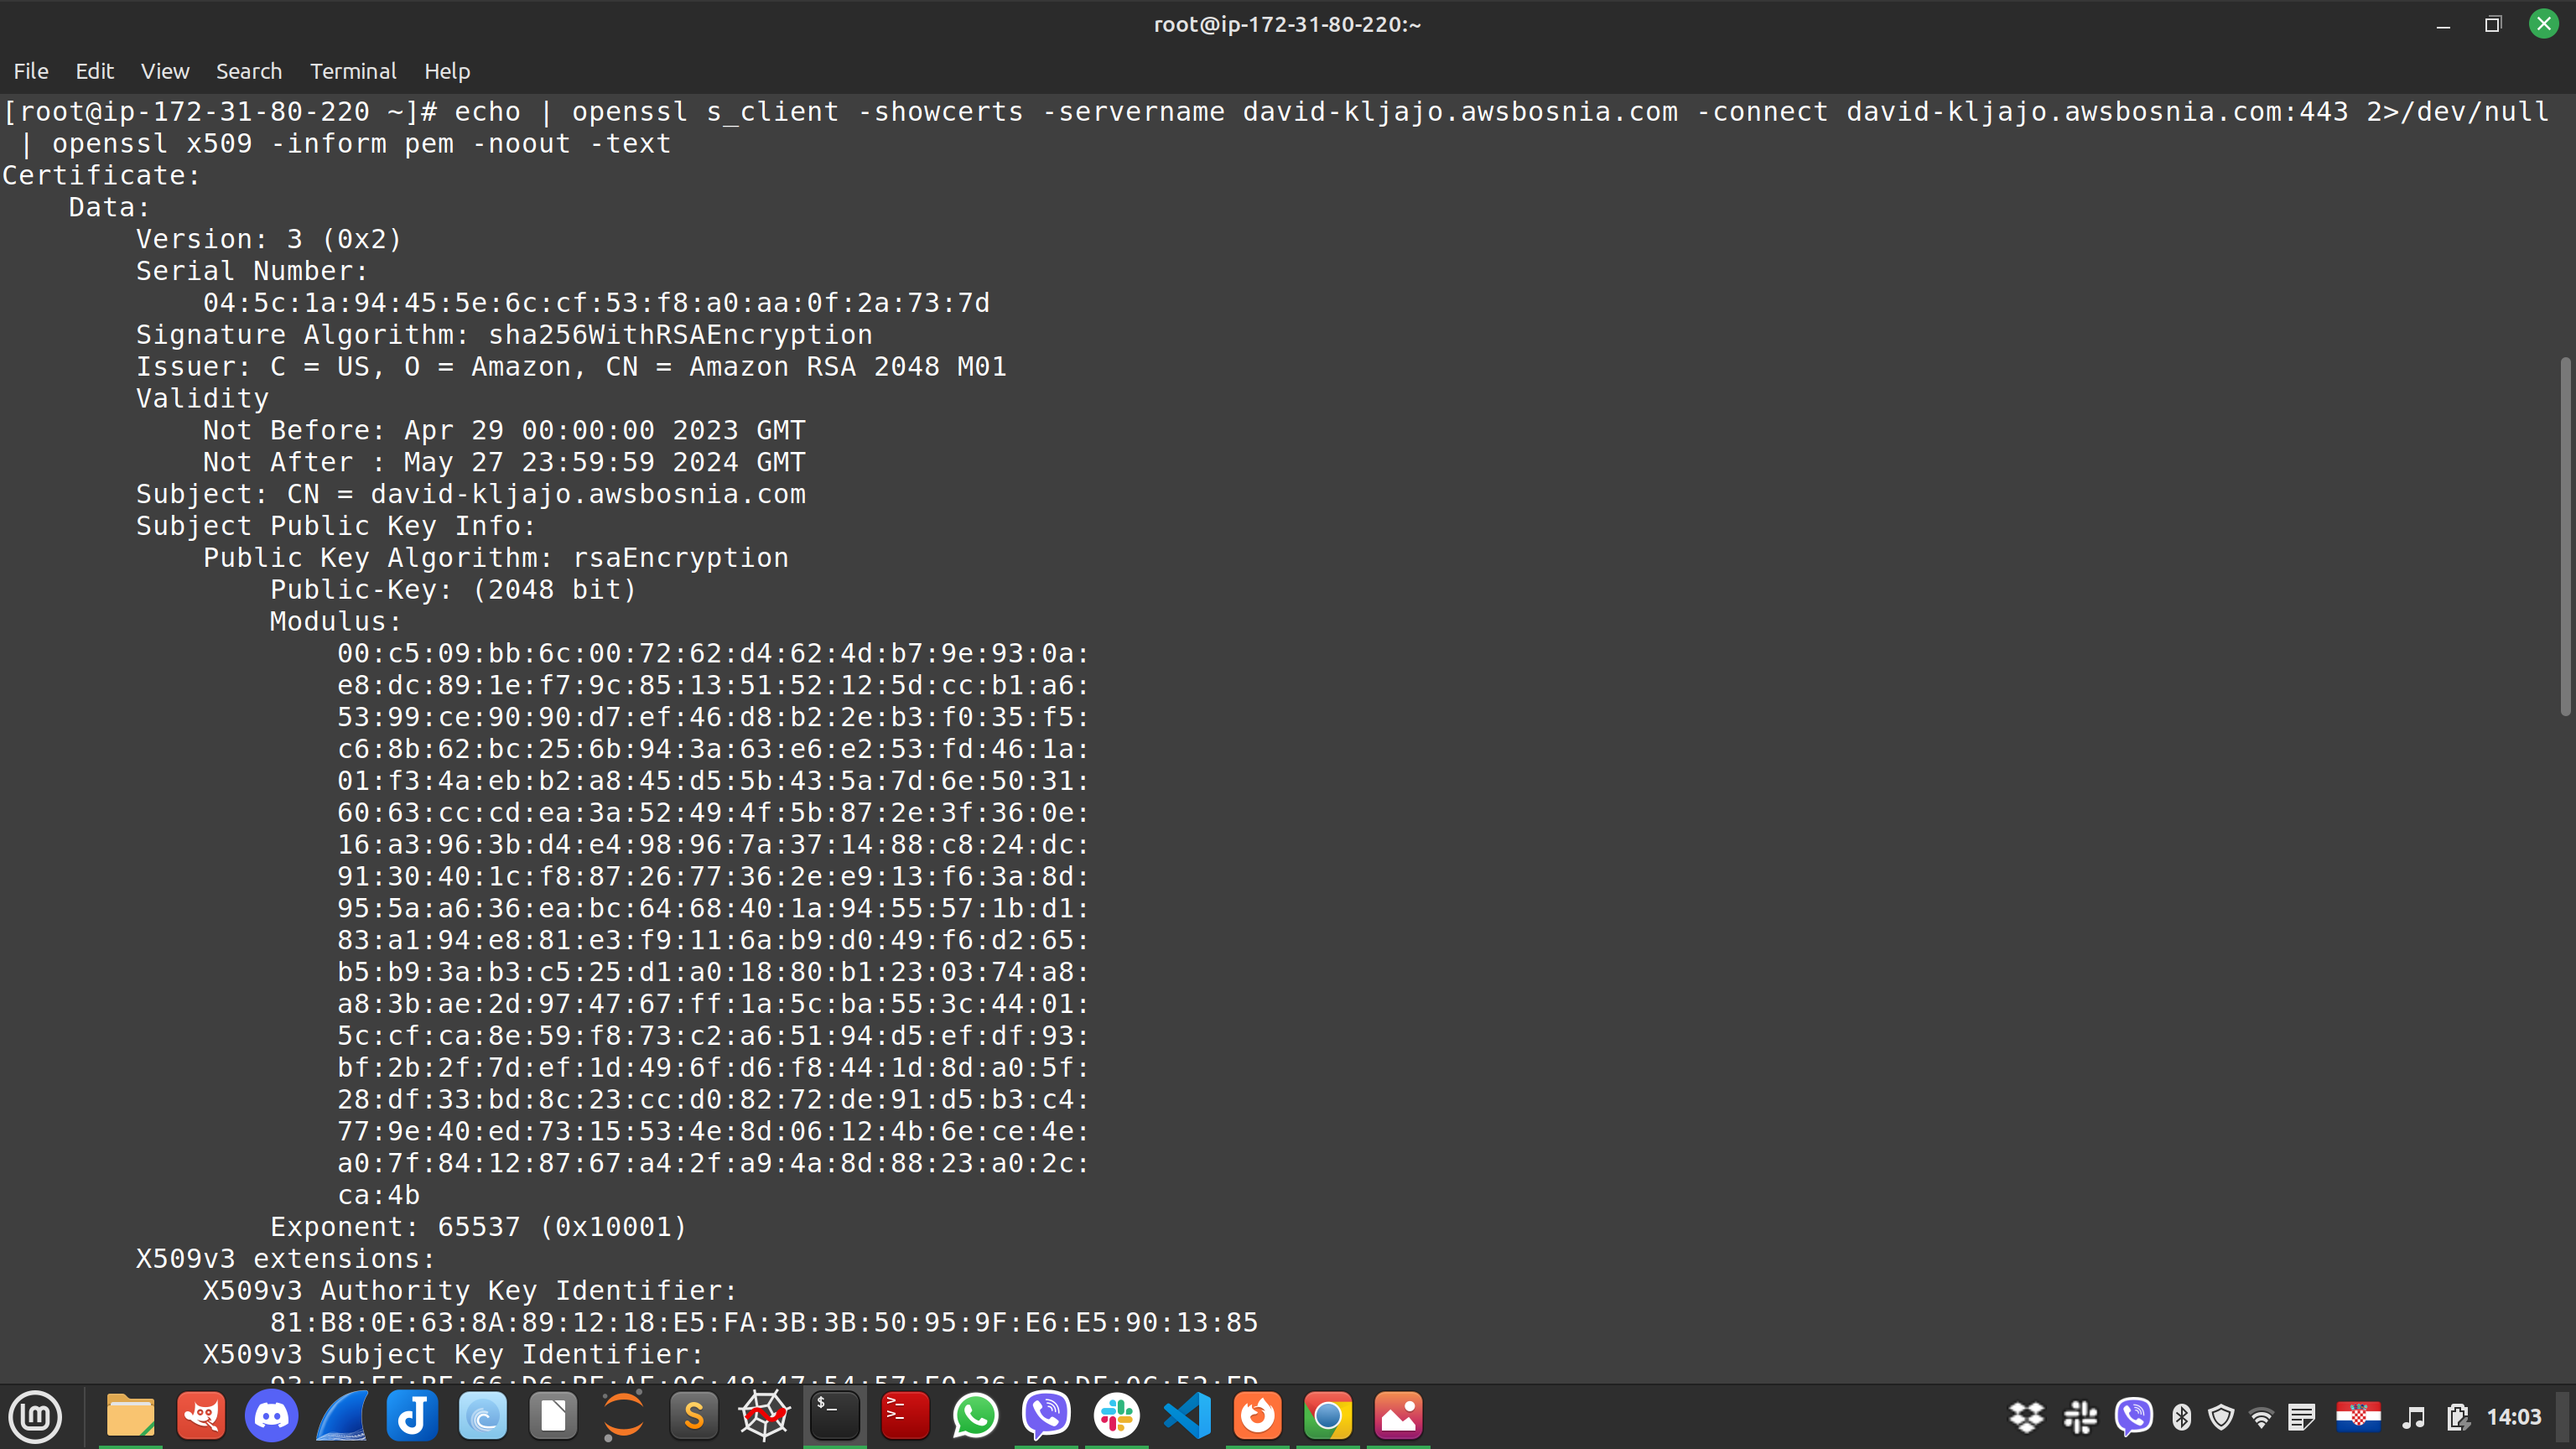 root@ip-172-31-80-220:~
File Edit View Search Terminal Help
[root@ip-172-31-80-220 ~]# echo | openssl s_client -showcerts -servername david-kljajo.awsbosnia.com -connect david-kljajo.awsbosnia.com:443 2>/dev/null
| openssl x509 -inform pem -noout -text
Certificate:
Data:
Version: 3 (0x2)
Serial Number:
04:5c:1a:94:45:5e:6c:cf:53:f8:a0:aa:0f:2a:73:7d
Signature Algorithm: sha256WithRSAEncryption
Issuer: C = US, O = Amazon, CN = Amazon RSA 2048 M01
Validity
Not Before: Apr 29 00:00:00 2023 GMT
Not After : May 27 23:59:59 2024 GMT
Subject: CN = david-kljajo.awsbosnia.com
Subject Public Key Info:
Public Key Algorithm: rsaEncryption
Public-Key: (2048 bit)
Modulus:
00:c5:09:bb:6c:00:72:62:d4:62:4d:b7:9e:93:0a:
e8:dc:89:1e:f7:9c:85:13:51:52:12:5d:cc:b1:a6:
53:99:ce:90:90:d7:ef:46:d8:b2:2e:b3:f0:35:f5:
c6:8b:62:bc:25:6b:94:3a:63:e6:e2:53:fd:46:1a:
01:f3:4a:eb:b2:a8:45:d5:5b:43:5a:7d:6e:50:31:
60:63:cc:cd:ea:3a:52:49:4f:5b:87:2e:3f:36:0e:
16:a3:96:3b:d4:e4:98:96:7a:37:14:88:c8:24:dc:
91:30:40:1c:f8:87:26:77:36:2e:e9:13:f6:3a:8d:
95:5a:a6:36:ea:bc:64:68:40:1a:94:55:57:1b:d1:
83:a1:94:e8:81:e3:f9:11:6a:b9:d0:49:f6:d2:65:
b5:b9:3a:b3:c5:25:d1:a0:18:80:b1:23:03:74:a8:
a8:3b:ae:2d:97:47:67:ff:1a:5c:ba:55:3c:44:01:
5c:cf:ca:8e:59:f8:73:c2:a6:51:94:d5:ef:df:93:
bf:2b:2f:7d:ef:1d:49:6f:d6:f8:44:1d:8d:a0:5f:
28:df:33:bd:8c:23:cc:d0:82:72:de:91:d5:b3:c4:
77:9e:40:ed:73:15:53:4e:8d:06:12:4b:6e:ce:4e:
a0:7f:84:12:87:67:a4:2f:a9:4a:8d:88:23:a0:2c:
ca:4b
Exponent: 65537 (0x10001)
X509v3 extensions:
X509v3 Authority Key Identifier:
81:B8:0E:63:8A:89:12:18:E5:FA:3B:3B:50:95:9F:E6:E5:90:13:85
X509v3 Subject Key Identifier:
14:03